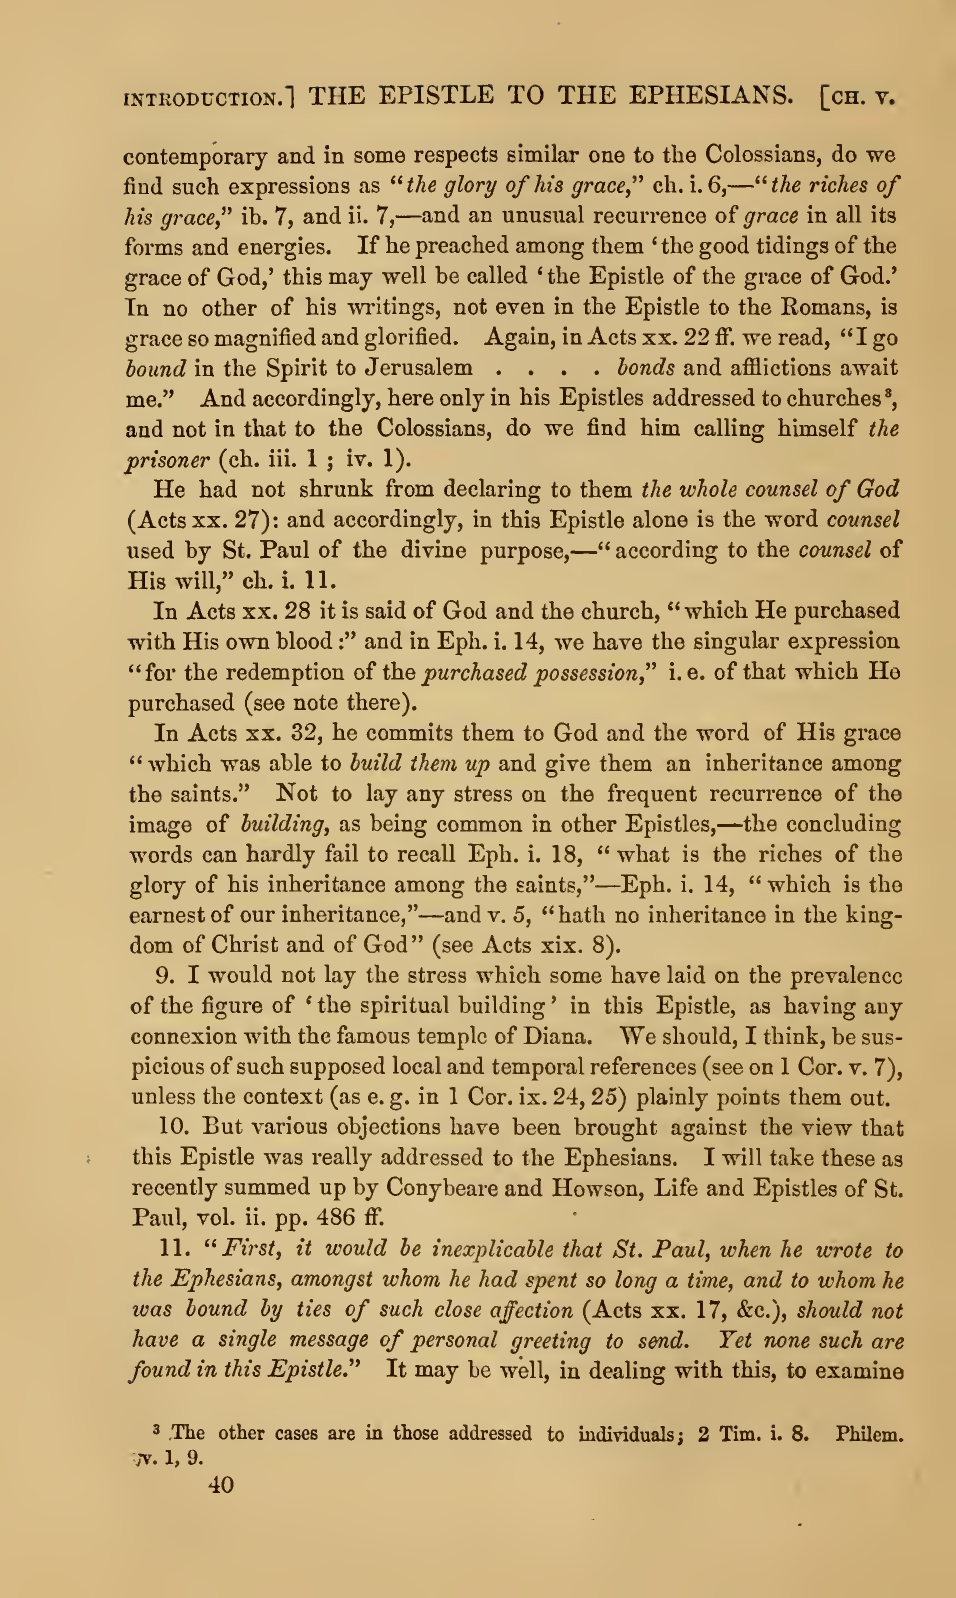 INTRODUCTION.] THE EPISTLE TO THE EPHESIANS. [CH. V.
contemporary and in some respects similar one to the Colossians, do we
find such expressions as “the glory of his grace,” ch. i. 6,—“the riches of
his grace,” ib. 7, and ii. 7,—and an unusual recurrence of grace in all its
forms and energies. If he preached among them ‘the good tidings of the
grace of God,’ this may well be called ‘the Epistle of the grace of God.’
In no other of his writings, not even in the Epistle to the Romans, is
grace so magnified and glorified. Again, in Acts xx. 22 ff. we read, “I go
bound in the Spirit to Jerusalem . . . . bonds and afflictions await
me.” And accordingly, here only in his Epistles addressed to churches³,
and not in that to the Colossians, do we find him calling himself the
prisoner (ch. iii. 1 ; iv. 1).
He had not shrunk from declaring to them the whole counsel of God
(Acts xx. 27): and accordingly, in this Epistle alone is the word counsel
used by St. Paul of the divine purpose,—“according to the counsel of
His will,” ch. i. 11.
In Acts xx. 28 it is said of God and the church, “which He purchased
with His own blood :” and in Eph. i. 14, we have the singular expression
“for the redemption of the purchased possession,” i. e. of that which He
purchased (see note there).
In Acts xx. 32, he commits them to God and the word of His grace
“which was able to build them up and give them an inheritance among
the saints.” Not to lay any stress on the frequent recurrence of the
image of building, as being common in other Epistles,—the concluding
words can hardly fail to recall Eph. i. 18, “what is the riches of the
glory of his inheritance among the saints,”—Eph. i. 14, “which is the
earnest of our inheritance,”—and v. 5, “hath no inheritance in the king-
dom of Christ and of God” (see Acts xix. 8).
9. I would not lay the stress which some have laid on the prevalence
of the figure of ‘the spiritual building’ in this Epistle, as having any
connexion with the famous temple of Diana. We should, I think, be sus-
picious of such supposed local and temporal references (see on 1 Cor. v. 7),
unless the context (as e. g. in 1 Cor. ix. 24, 25) plainly points them out.
10. But various objections have been brought against the view that
this Epistle was really addressed to the Ephesians. I will take these as
recently summed up by Conybeare and Howson, Life and Epistles of St.
Paul, vol. ii. pp. 486 ff.
11. “First, it would be inexplicable that St. Paul, when he wrote to
the Ephesians, amongst whom he had spent so long a time, and to whom he
was bound by ties of such close affection (Acts xx. 17, &c.), should not
have a single message of personal greeting to send. Yet none such are
found in this Epistle.” It may be well, in dealing with this, to examine
³ The other cases are in those addressed to individuals; 2 Tim. i. 8. Philem.
vv. 1, 9.
40